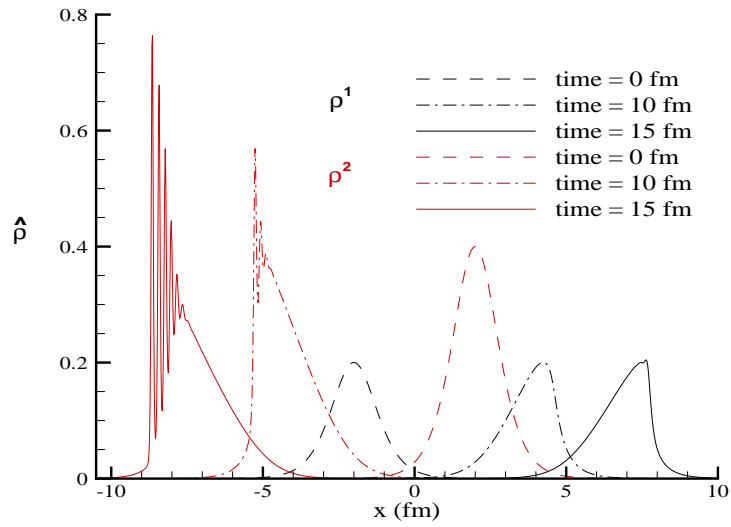 0.8
0.6
0.4
0.2
0
ρ̂
ρ¹
ρ²
time = 0 fm
time = 10 fm
time = 15 fm
time = 0 fm
time = 10 fm
time = 15 fm
-10 -5 0 5 10
x (fm)